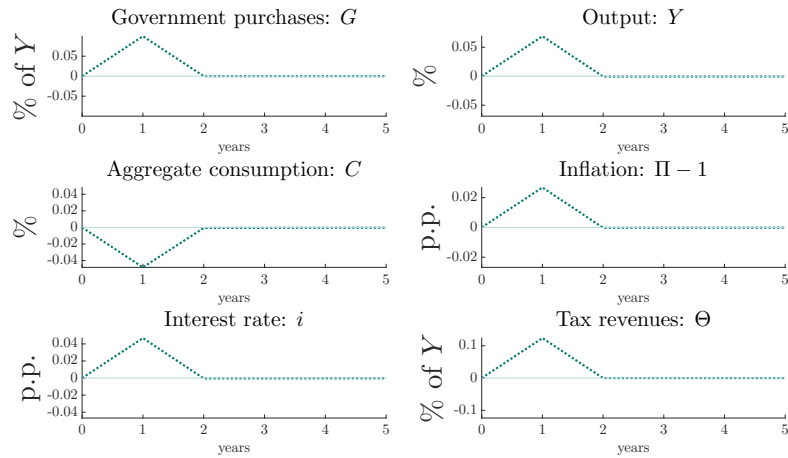 Government purchases: G
% of Y
0.05
0
-0.05
0 1 2 3 4 5
years
Output: Y
%
0.05
0
-0.05
0 1 2 3 4 5
years
Aggregate consumption: C
%
0.04
0.02
0
-0.02
-0.04
0 1 2 3 4 5
years
Inflation: Π − 1
p.p.
0.02
0
-0.02
0 1 2 3 4 5
years
Interest rate: i
p.p.
0.04
0.02
0
-0.02
-0.04
0 1 2 3 4 5
years
Tax revenues: Θ
% of Y
0.1
0
-0.1
0 1 2 3 4 5
years